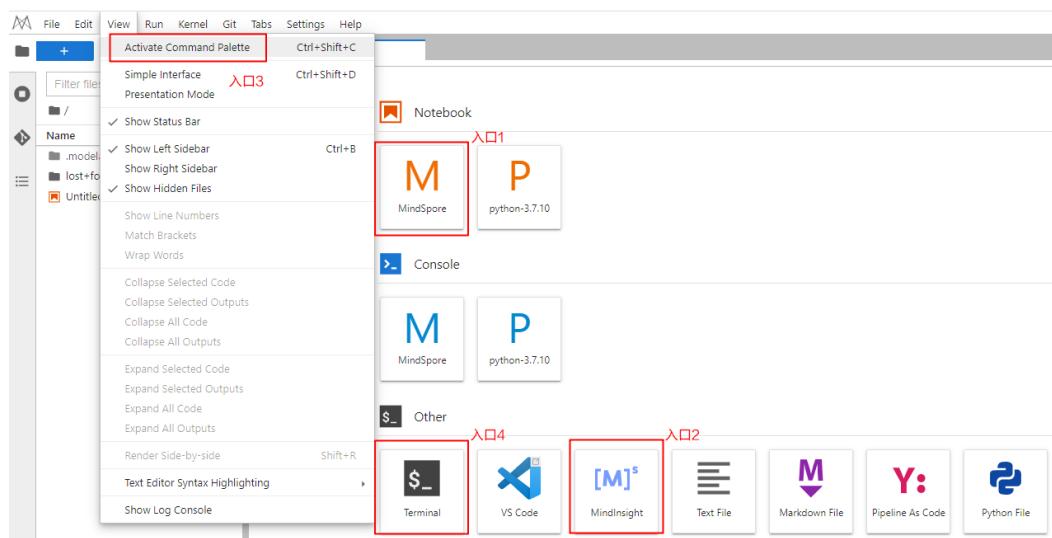 File Edit View Run Kernel Git Tabs Settings Help
+
Activate Command Palette Ctrl+Shift+C
Simple Interface Ctrl+Shift+D
入口3
Presentation Mode
Show Status Bar
Show Left Sidebar Ctrl+B
Show Right Sidebar
Show Hidden Files
Show Line Numbers
Match Brackets
Wrap Words
Collapse Selected Code
Collapse Selected Outputs
Collapse All Code
Collapse All Outputs
Expand Selected Code
Expand Selected Outputs
Expand All Code
Expand All Outputs
Render Side-by-side Shift+R
Text Editor Syntax Highlighting
Show Log Console
Filter files
/
Name
.model
lost+fo
Untitled
Notebook
入口1
M P
MindSpore python-3.7.10
>_ Console
M P
MindSpore python-3.7.10
$_ Other
入口4 入口2
$_ [M]s M Y:
Terminal VS Code MindInsight Text File Markdown File Pipeline As Code Python File